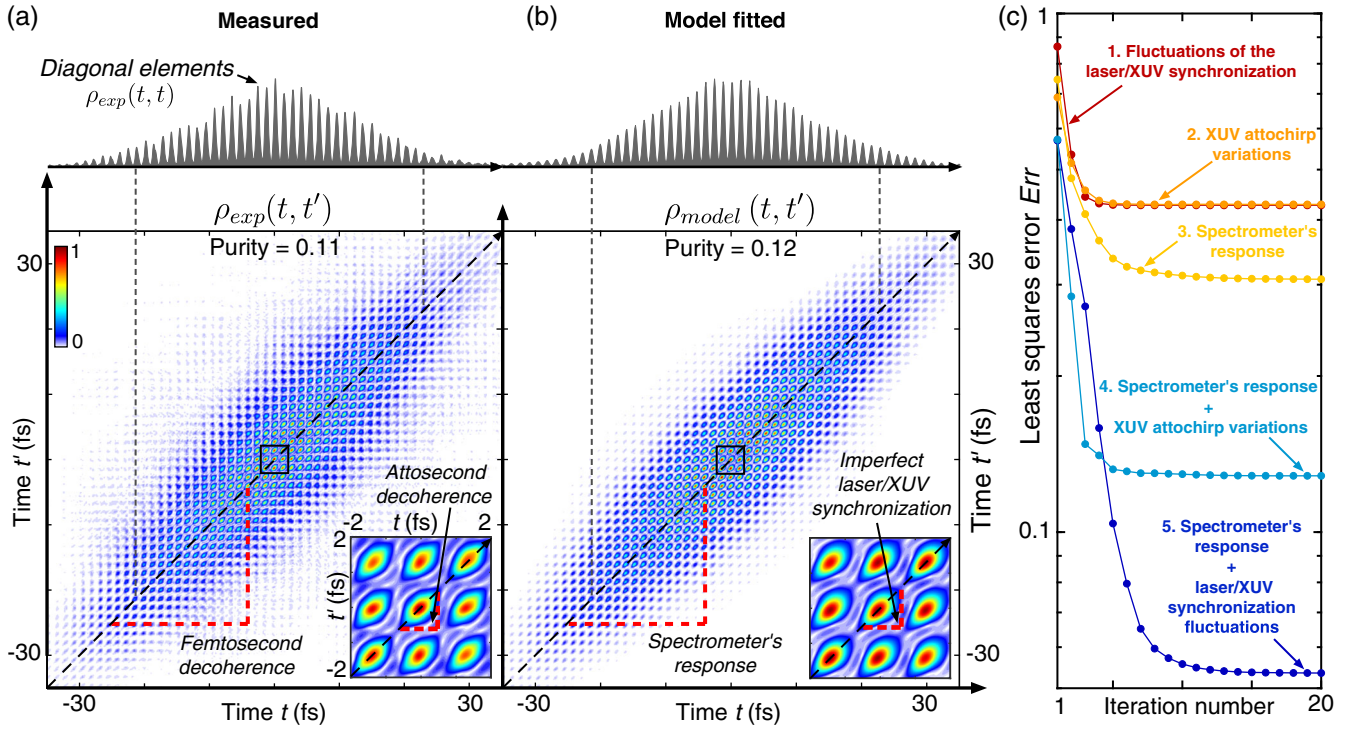 (a)
Measured
Diagonal elements
ρexp(t, t)
ρexp(t, t′)
Purity = 0.11
1
0
30
-30
Time t′ (fs)
-30
30
Time t (fs)
Femtosecond
decoherence
Attosecond
decoherence
t (fs)
-2
2
2
t′ (fs)
-2
(b)
Model fitted
ρmodel (t, t′)
Purity = 0.12
30
-30
Time t′ (fs)
-30
30
Time t (fs)
Imperfect
laser/XUV
synchronization
Spectrometer's
response
(c)
1
0.1
Least squares error Err
1. Fluctuations of the
laser/XUV synchronization
2. XUV attochirp
variations
3. Spectrometer's
response
4. Spectrometer's response
+
XUV attochirp variations
5. Spectrometer's
response
+
laser/XUV
synchronization
fluctuations
1
20
Iteration number